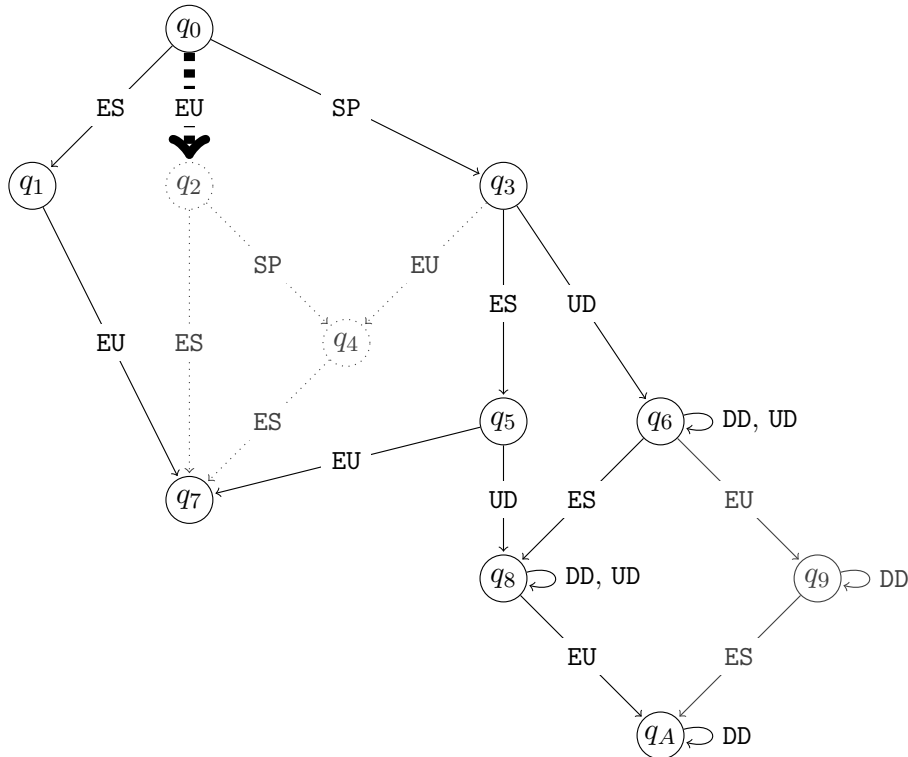 q0
ES EU SP
q1 q2 q3
SP EU
ES UD
EU ES q4
ES q5 q6 DD, UD
EU
q7 UD ES EU
q8 DD, UD q9 DD
EU ES
qA DD